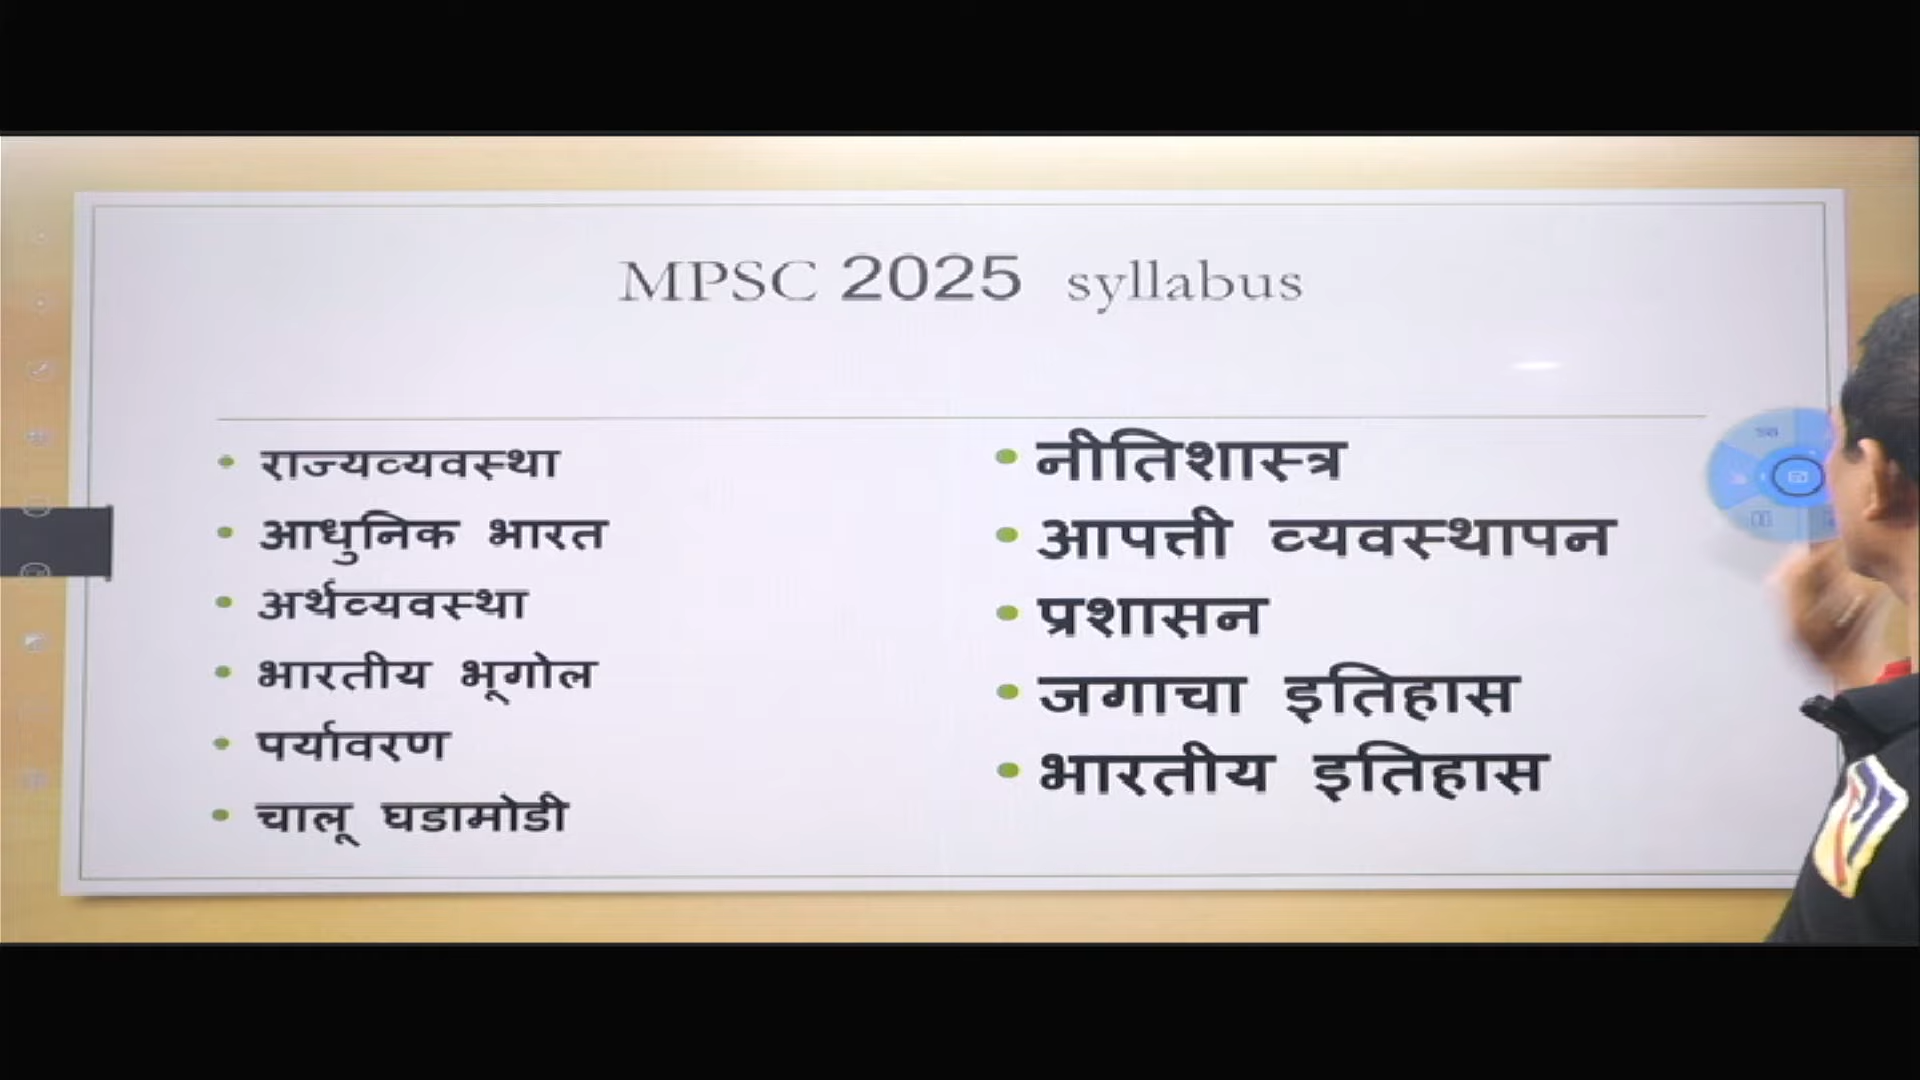 MPSC 2025 syllabus
राज्यव्यवस्था
आधुनिक भारत
अर्थव्यवस्था
भारतीय भूगोल
पर्यावरण
चालू घडामोडी
नीतिशास्त्र
आपत्ती व्यवस्थापन
प्रशासन
जगाचा इतिहास
भारतीय इतिहास